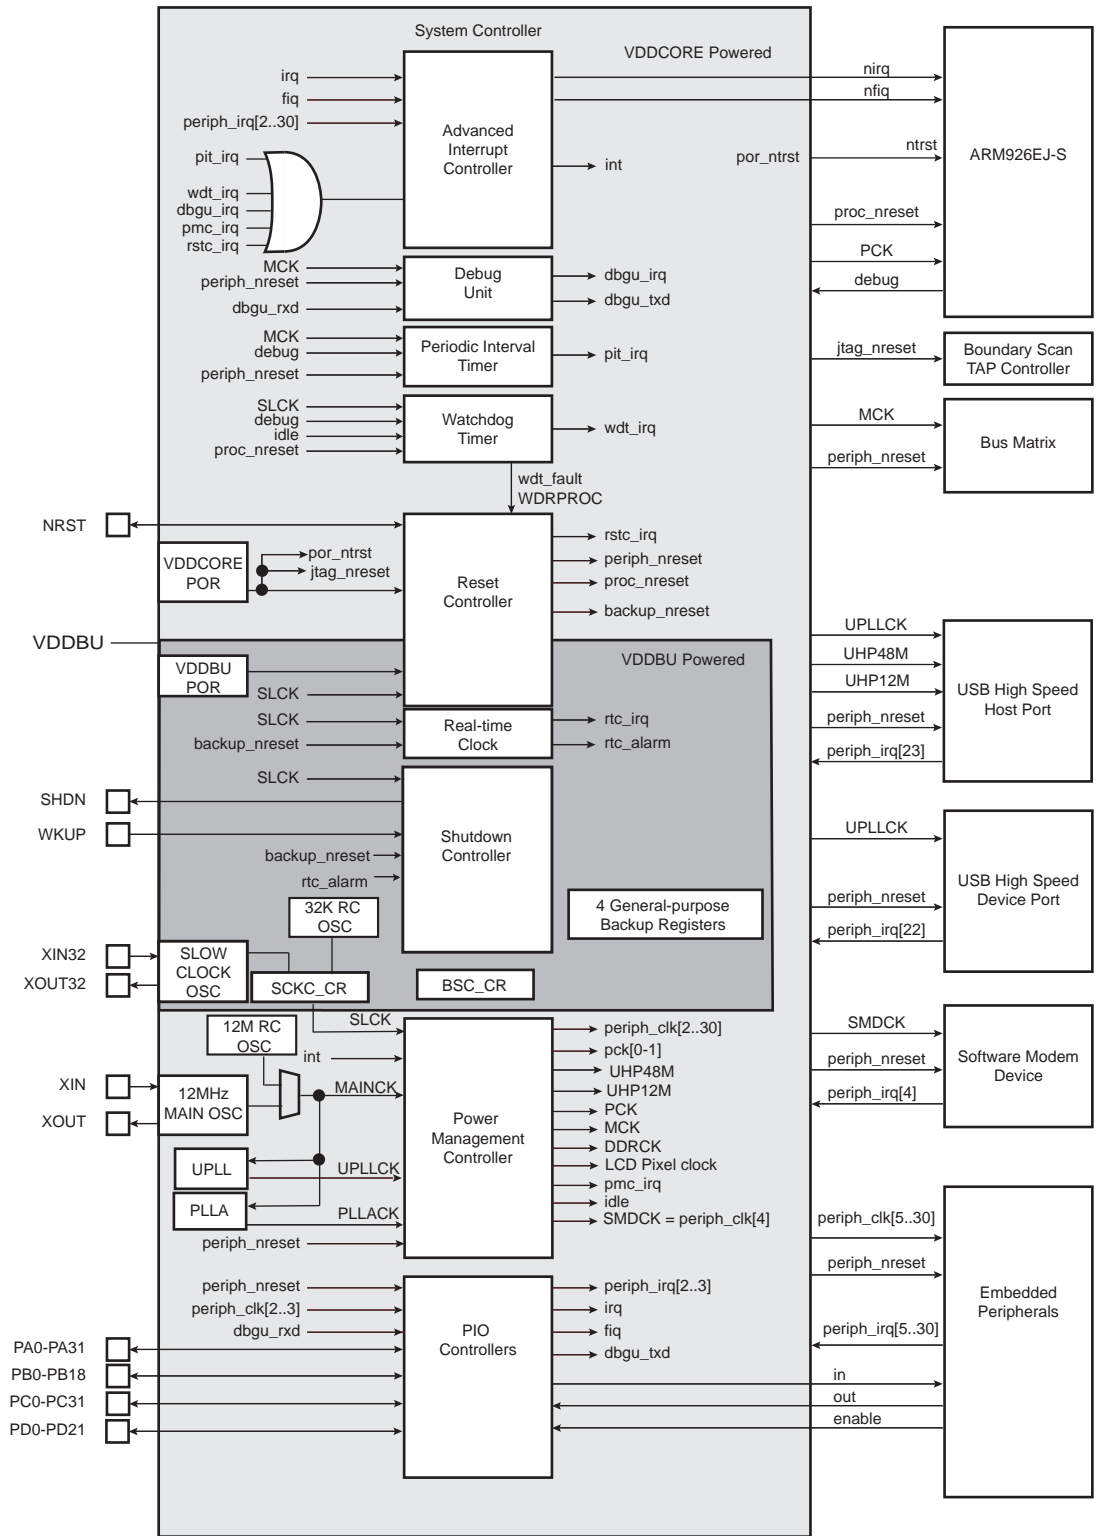 System Controller
VDDCORE Powered
irq
fiq
periph_irq[2..30]
pit_irq
wdt_irq
dbgu_irq
pmc_irq
rstc_irq
Advanced
Interrupt
Controller
int
nirq
nfiq
por_ntrst
ntrst
proc_nreset
PCK
debug
ARM926EJ-S
MCK
periph_nreset
dbgu_rxd
Debug
Unit
dbgu_irq
dbgu_txd
MCK
debug
periph_nreset
Periodic Interval
Timer
pit_irq
jtag_nreset
Boundary Scan
TAP Controller
SLCK
debug
idle
proc_nreset
Watchdog
Timer
wdt_irq
MCK
periph_nreset
Bus Matrix
wdt_fault
WDRPROC
NRST
VDDCORE
POR
por_ntrst
jtag_nreset
Reset
Controller
rstc_irq
periph_nreset
proc_nreset
backup_nreset
VDDBU
VDDBU Powered
VDDBU
POR
SLCK
UPLLCK
UHP48M
UHP12M
periph_nreset
periph_irq[23]
USB High Speed
Host Port
SLCK
backup_nreset
Real-time
Clock
rtc_irq
rtc_alarm
SLCK
SHDN
WKUP
backup_nreset
rtc_alarm
Shutdown
Controller
UPLLCK
periph_nreset
periph_irq[22]
USB High Speed
Device Port
32K RC
OSC
4 General-purpose
Backup Registers
XIN32
XOUT32
SLOW
CLOCK
OSC
SCKC_CR
BSC_CR
12M RC
OSC
SLCK
int
XIN
XOUT
12MHz
MAIN OSC
MAINCK
UPLL
UPLLCK
PLLA
PLLACK
periph_nreset
Power
Management
Controller
periph_clk[2..30]
pck[0-1]
UHP48M
UHP12M
PCK
MCK
DDRCK
LCD Pixel clock
pmc_irq
idle
SMDCK = periph_clk[4]
SMDCK
periph_nreset
periph_irq[4]
Software Modem
Device
periph_nreset
periph_clk[2..3]
dbgu_rxd
PA0-PA31
PB0-PB18
PC0-PC31
PD0-PD21
PIO
Controllers
periph_irq[2..3]
irq
fiq
dbgu_txd
periph_clk[5..30]
periph_nreset
periph_irq[5..30]
in
out
enable
Embedded
Peripherals